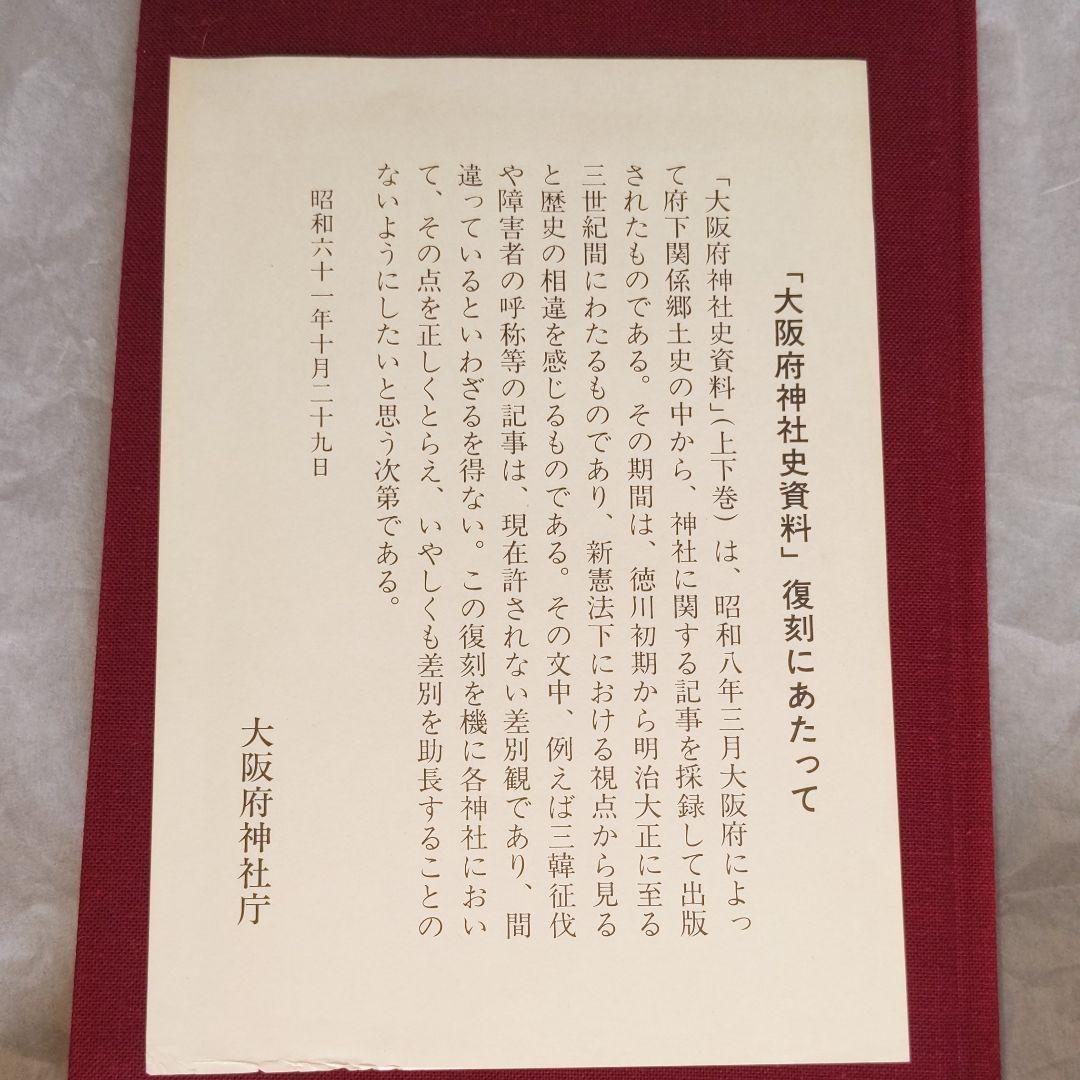 「大阪府神社史資料」復刻にあたって
「大阪府神社史資料」(上下巻)は、昭和八年三月大阪府によっ
て府下関係郷土史の中から、神社に関する記事を採録して出版
されたものである。その期間は、徳川初期から明治大正に至る
三世紀間にわたるものであり、新憲法下における視点から見る
と歴史の相違を感じるものである。その文中、例えば三韓征伐
や障害者の呼称等の記事は、現在許されない差別観であり、間
違っているといわざるを得ない。この復刻を機に各神社におい
て、その点を正しくとらえ、いやしくも差別を助長することの
ないようにしたいと思う次第である。
昭和六十一年十月二十九日
大阪府神社庁